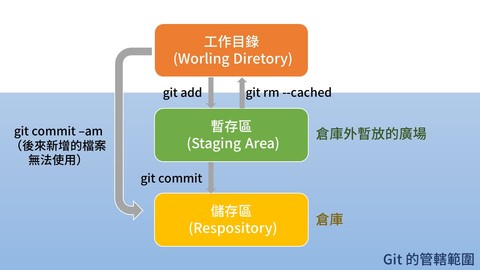 工作目錄
(Worling Diretory)
git add
git rm --cached
git commit –am
(後來新增的檔案
無法使用)
暫存區
(Staging Area)
倉庫外暫放的廣場
git commit
儲存區
(Respository)
倉庫
Git 的管轄範圍